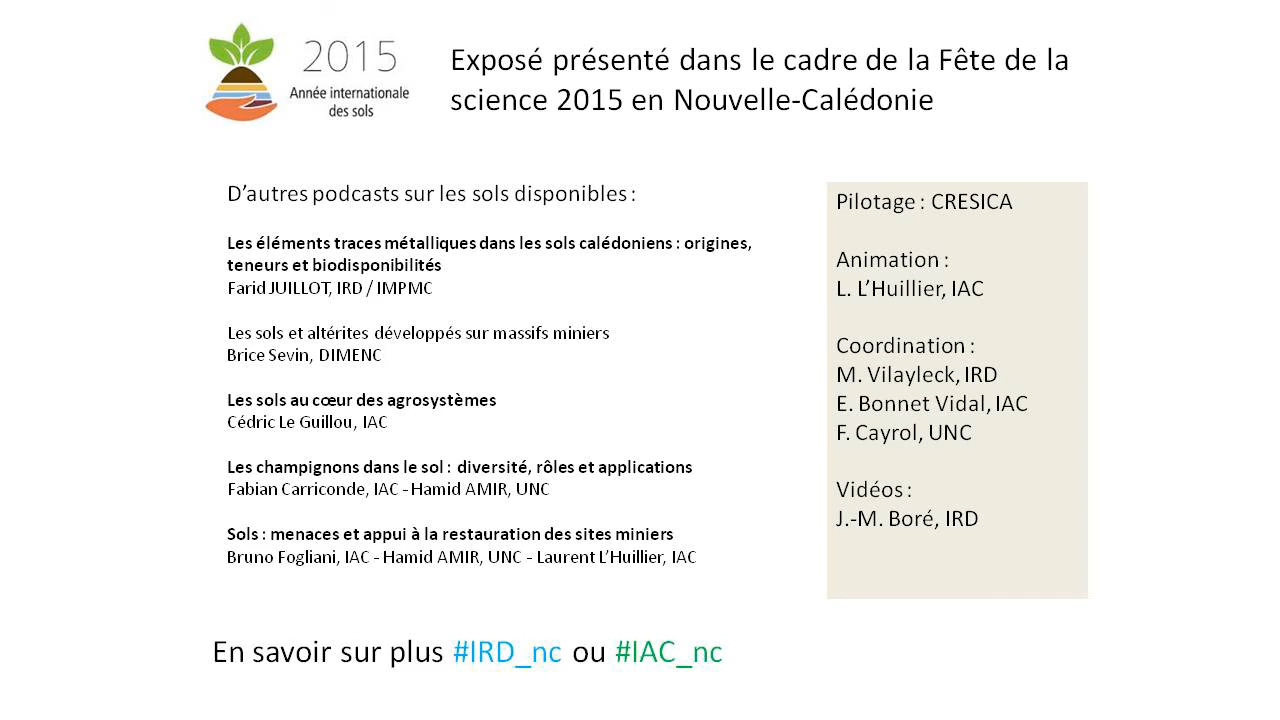 2015
Année internationale
des sols
Exposé présenté dans le cadre de la Fête de la
science 2015 en Nouvelle-Calédonie
D’autres podcasts sur les sols disponibles :
Les éléments traces métalliques dans les sols calédoniens : origines,
teneurs et biodisponibilités
Farid JUILLOT, IRD / IMPMC
Les sols et altérites développés sur massifs miniers
Brice Sevin, DIMENC
Les sols au cœur des agrosystèmes
Cédric Le Guillou, IAC
Les champignons dans le sol : diversité, rôles et applications
Fabian Carriconde, IAC - Hamid AMIR, UNC
Sols : menaces et appui à la restauration des sites miniers
Bruno Fogliani, IAC - Hamid AMIR, UNC - Laurent L’Huillier, IAC
Pilotage : CRESICA
Animation :
L. L’Huillier, IAC
Coordination :
M. Vilayleck, IRD
E. Bonnet Vidal, IAC
F. Cayrol, UNC
Vidéos :
J.-M. Boré, IRD
En savoir sur plus #IRD_nc ou #IAC_nc